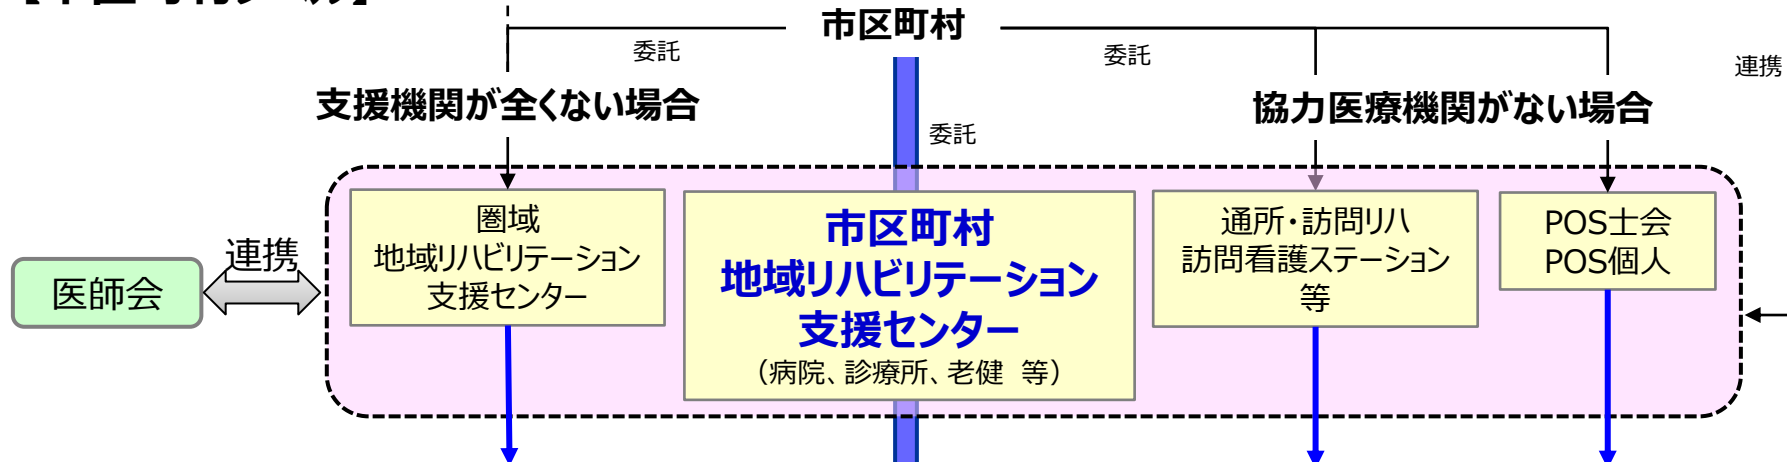 市区町村
委託
委託
連携
支援機関が全くない場合
協力医療機関がない場合
委託
圏域
地域リハビリテーション
支援センター
市区町村
地域リハビリテーション
支援センター
（病院、診療所、老健　等）
通所・訪問リハ
訪問看護ステーション
等
POS士会
POS個人
連携
医師会